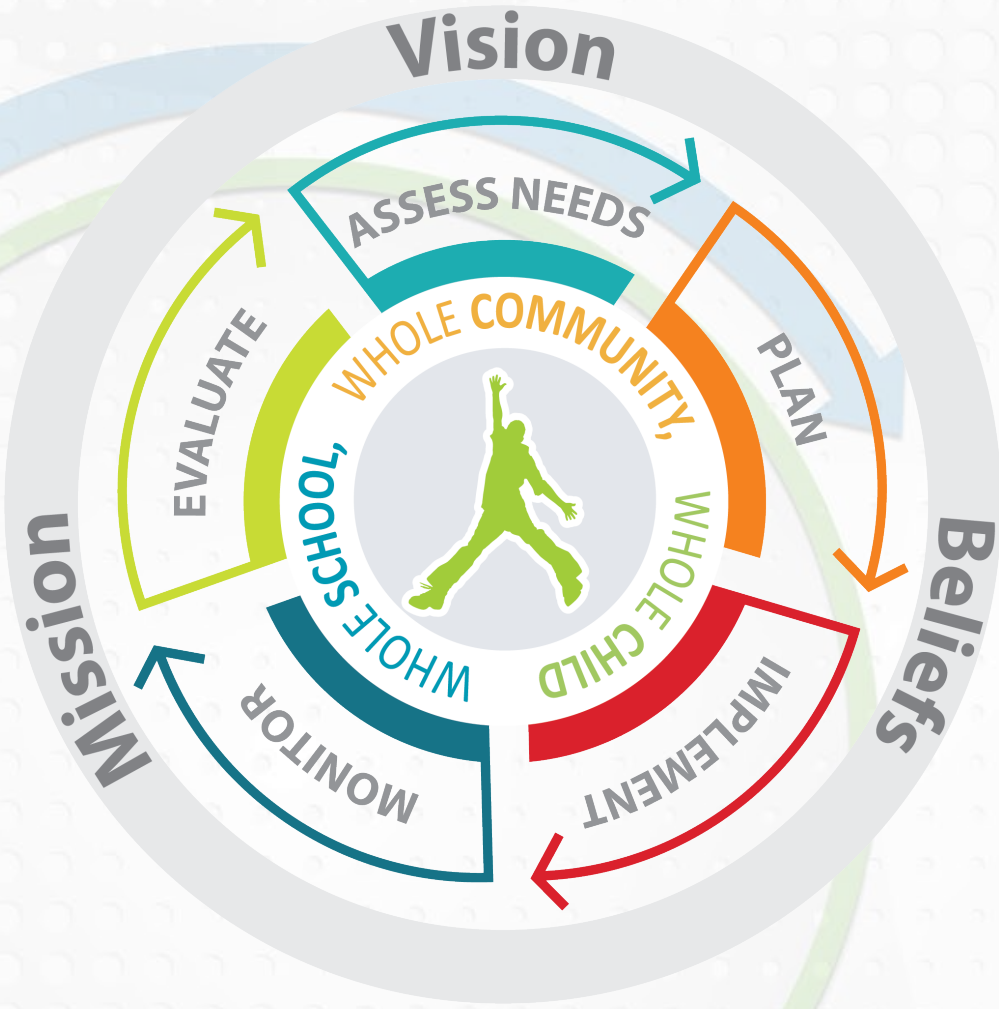 Vision
Beliefs
Mission
ASSESS NEEDS
PLAN
IMPLEMENT
MONITOR
EVALUATE
WHOLE SCHOOL,
WHOLE COMMUNITY,
WHOLE CHILD